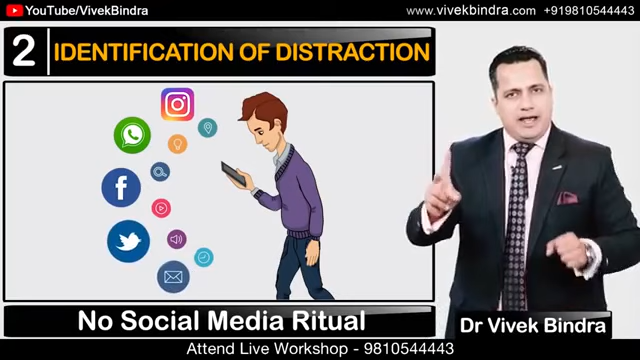 YouTube/VivekBindra
www.vivekbindra.com +919810544443
2 IDENTIFICATION OF DISTRACTION
No Social Media Ritual
Dr Vivek Bindra
Attend Live Workshop - 9810544443